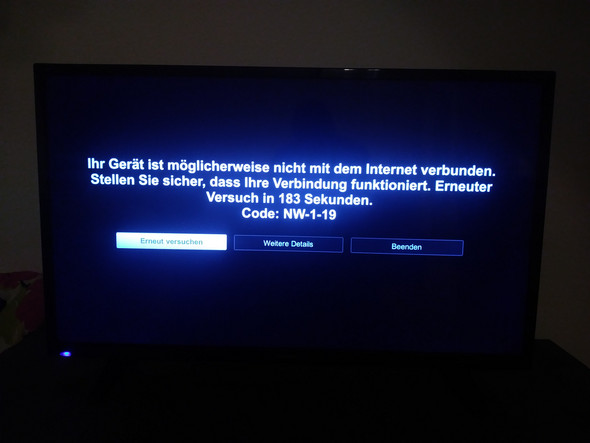 Ihr Gerät ist möglicherweise nicht mit dem Internet verbunden.
Stellen Sie sicher, dass Ihre Verbindung funktioniert. Erneuter
Versuch in 183 Sekunden.
Code: NW-1-19
Erneut versuchen
Weitere Details
Beenden